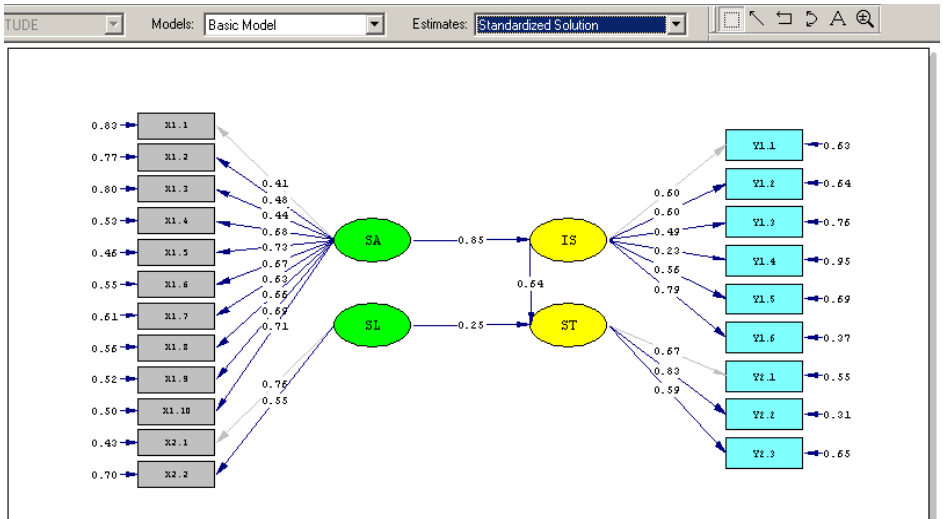 TUDE Models: Basic Model Estimates: Standardized Solution A
0.83 X1.1
0.77 X1.2
0.80 X1.3
0.53 X1.4
0.46 X1.5
0.55 X1.6
0.61 X1.7
0.56 X1.8
0.52 X1.9
0.50 X1.10
0.43 X2.1
0.70 X2.2
0.41
0.48
0.44
0.68
0.73
0.67
0.63
0.66
0.69
0.71
0.76
0.55
SA 0.85 IS
0.64
SL 0.25 ST
0.60
0.60
0.49
0.23
0.56
0.79
0.67
0.83
0.59
Y1.1 0.63
Y1.2 0.64
Y1.3 0.76
Y1.4 0.95
Y1.5 0.69
Y1.6 0.37
Y2.1 0.55
Y2.2 0.31
Y2.3 0.65